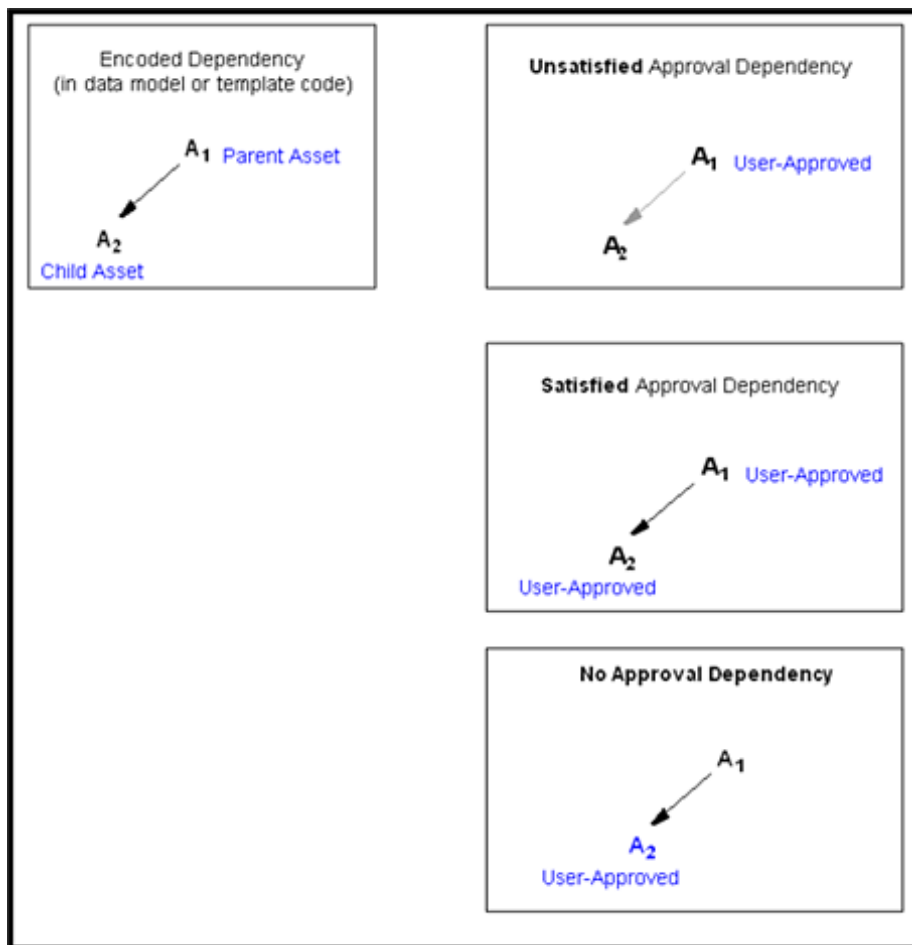 Encoded Dependency
(in data model or template code)
A1 Parent Asset
A2
Child Asset
Unsatisfied Approval Dependency
A1 User-Approved
A2
Satisfied Approval Dependency
A1 User-Approved
A2
User-Approved
No Approval Dependency
A1
A2
User-Approved